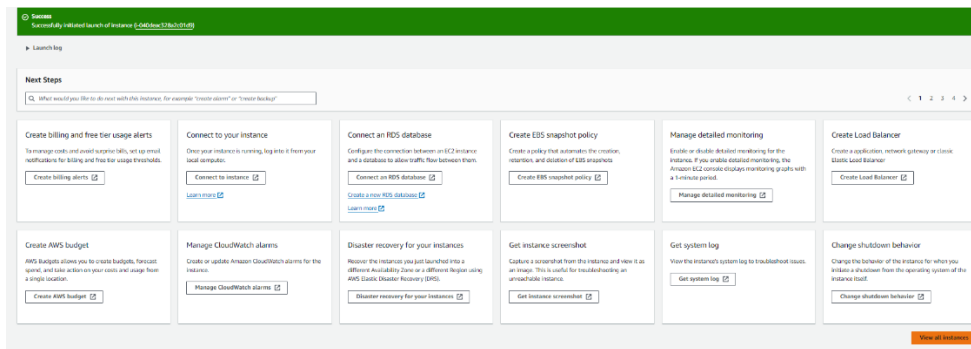 Success
Successfully initiated launch of instance
Launch log
Next Steps
What would you like to do next with this instance, for example "create alarm" or "create backup"
1 2 3 4
Create billing and free tier usage alerts
To manage costs and avoid surprise bills, set up email
notifications for billing and free tier usage thresholds.
Create billing alerts
Connect to your instance
Once your instance is running, log into it from your
local computer.
Connect to instance
Learn more
Connect an RDS database
Configure the connection between an EC2 instance
and a database to allow traffic flow between them.
Connect an RDS database
Create a new RDS database
Learn more
Create EBS snapshot policy
Create a policy that automates the creation,
retention, and deletion of EBS snapshots
Create EBS snapshot policy
Manage detailed monitoring
Enable or disable detailed monitoring for the
instance. If you enable detailed monitoring, the
Amazon EC2 console displays monitoring graphs with
a 1-minute period.
Manage detailed monitoring
Create Load Balancer
Create a application, network gateway or classic
Elastic Load Balancer
Create Load Balancer
Create AWS budget
AWS Budgets allows you to create budgets, forecast
spend, and take action on your costs and usage from
a single location.
Create AWS budget
Manage CloudWatch alarms
Create or update Amazon CloudWatch alarms for the
instance.
Manage CloudWatch alarms
Disaster recovery for your instances
Recover the instances you just launched into a
different Availability Zone or a different Region using
AWS Elastic Disaster Recovery (DRS).
Disaster recovery for your instances
Get instance screenshot
Capture a screenshot from the instance and view it as
an image. This is useful for troubleshooting an
unreachable instance.
Get instance screenshot
Get system log
View the instance's system log to troubleshoot issues.
Get system log
Change shutdown behavior
Change the behavior of the instance for when you
initiate a shutdown from the operating system of the
instance itself.
Change shutdown behavior
View all instances